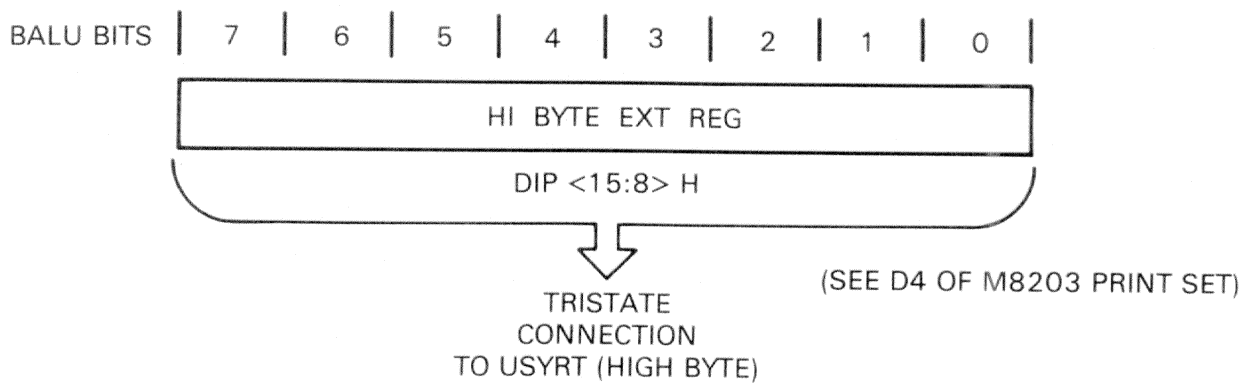 BALU BITS | 7 | 6 | 5 | 4 | 3 | 2 | 1 | 0 |
HI BYTE EXT REG
DIP <15:8> H
(SEE D4 OF M8203 PRINT SET)
TRISTATE
CONNECTION
TO USYRT (HIGH BYTE)